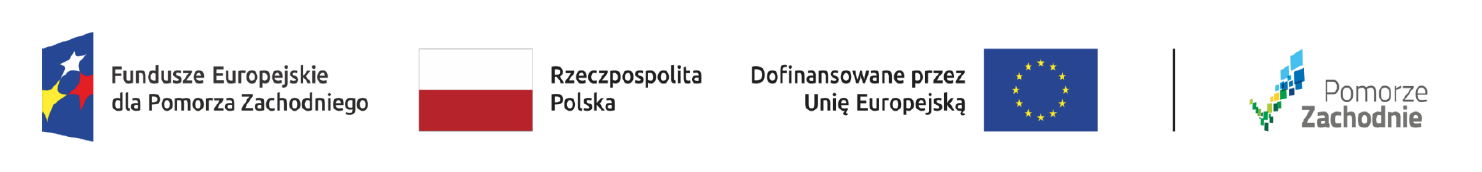 Fundusze Europejskie
dla Pomorza Zachodniego
Rzeczpospolita
Polska
Dofinansowane przez
Unię Europejską
Pomorze
Zachodnie